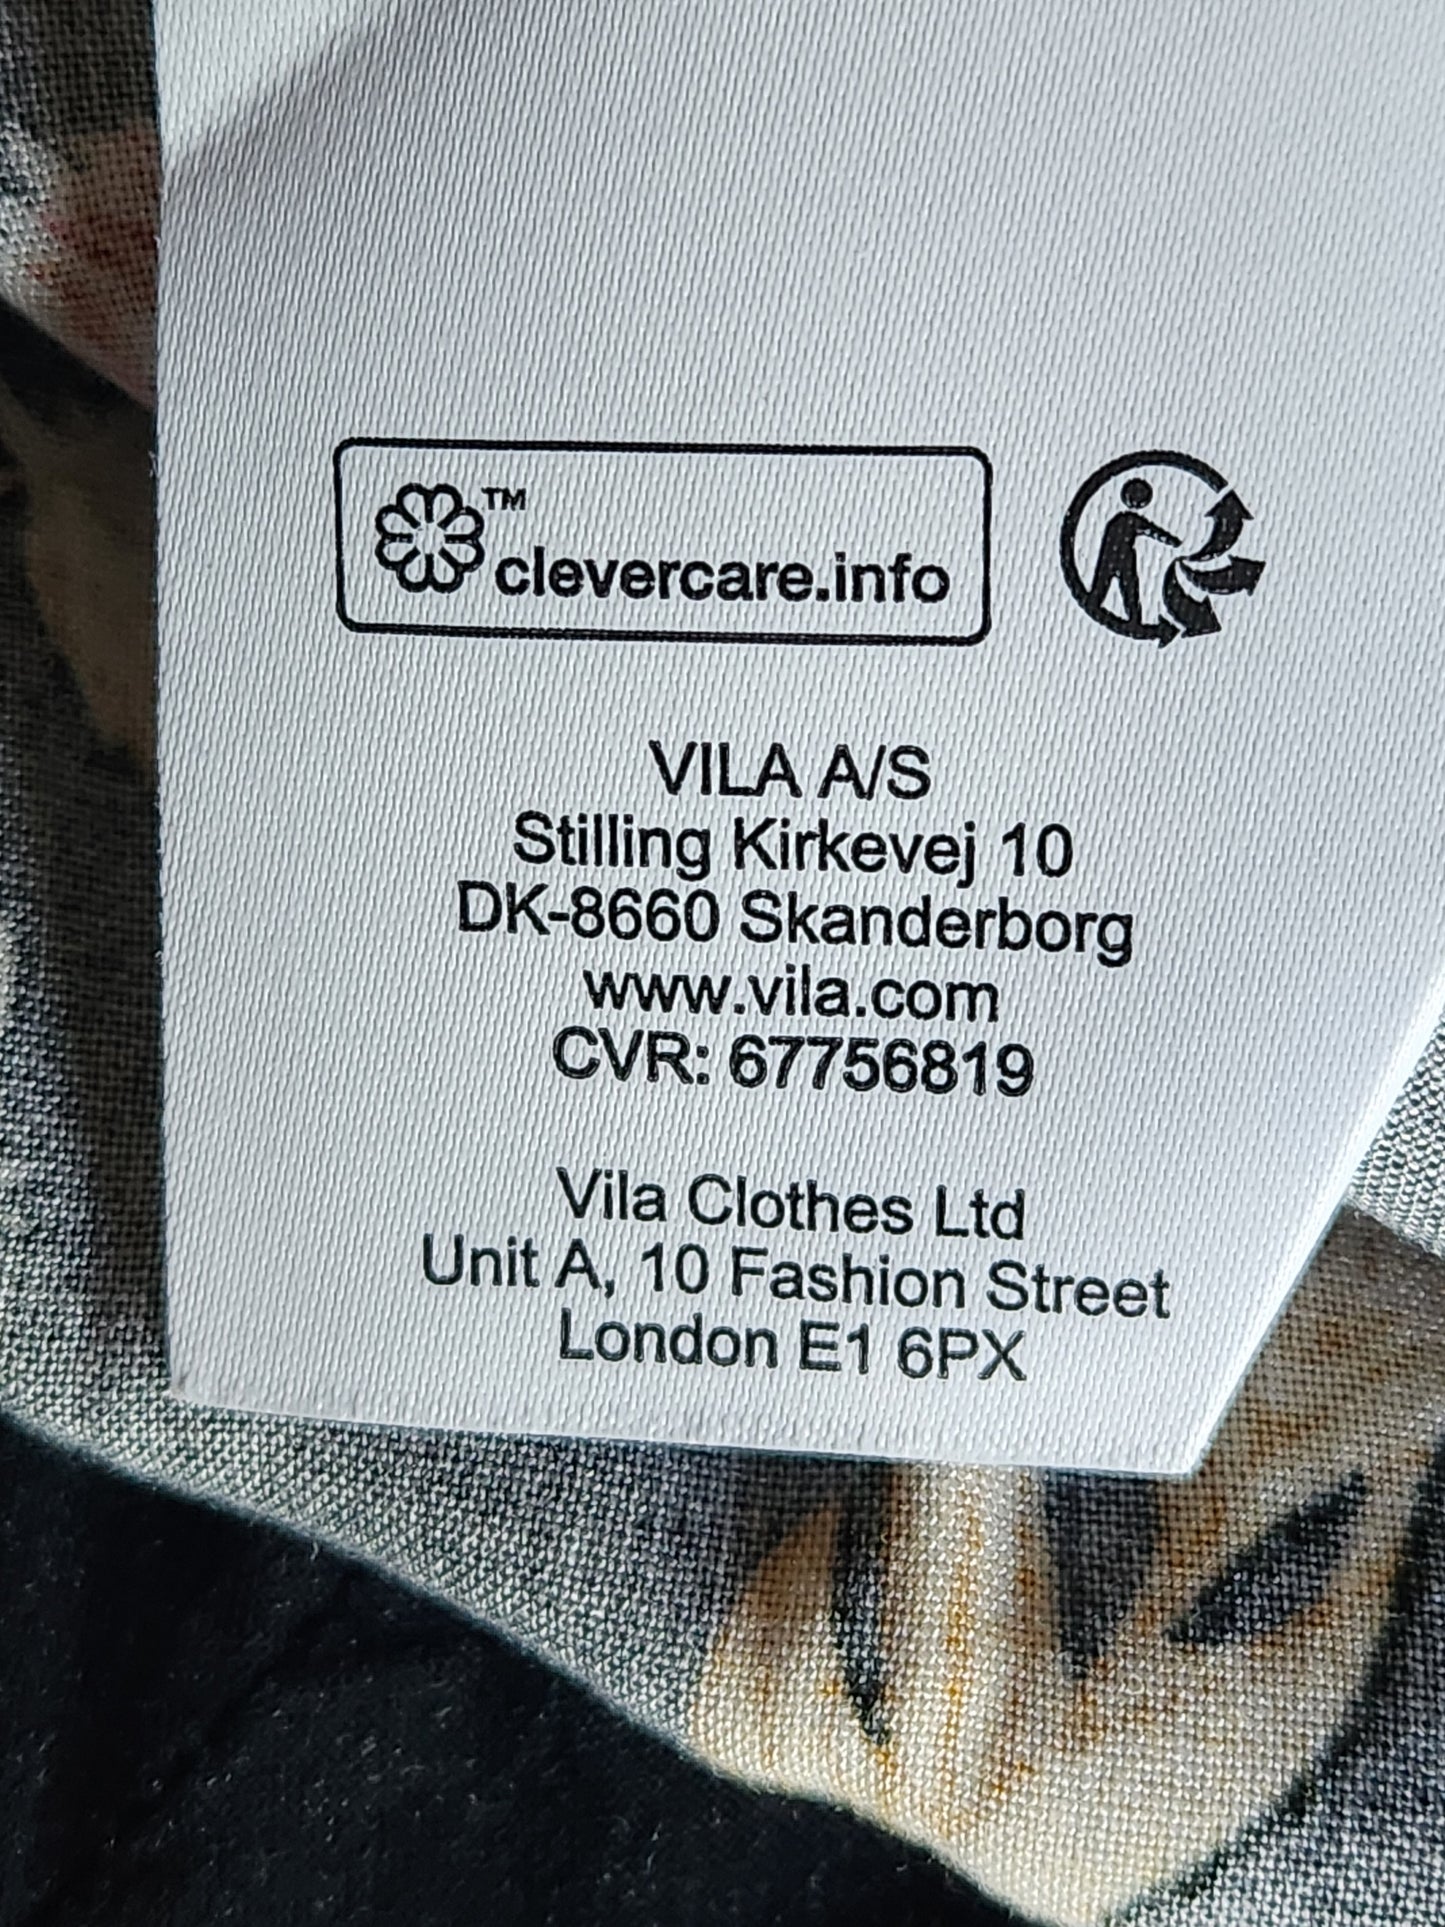 ™
clevercare.info
VILA A/S
Stilling Kirkevej 10
DK-8660 Skanderborg
www.vila.com
CVR: 67756819
Vila Clothes Ltd
Unit A, 10 Fashion Street
London E1 6PX